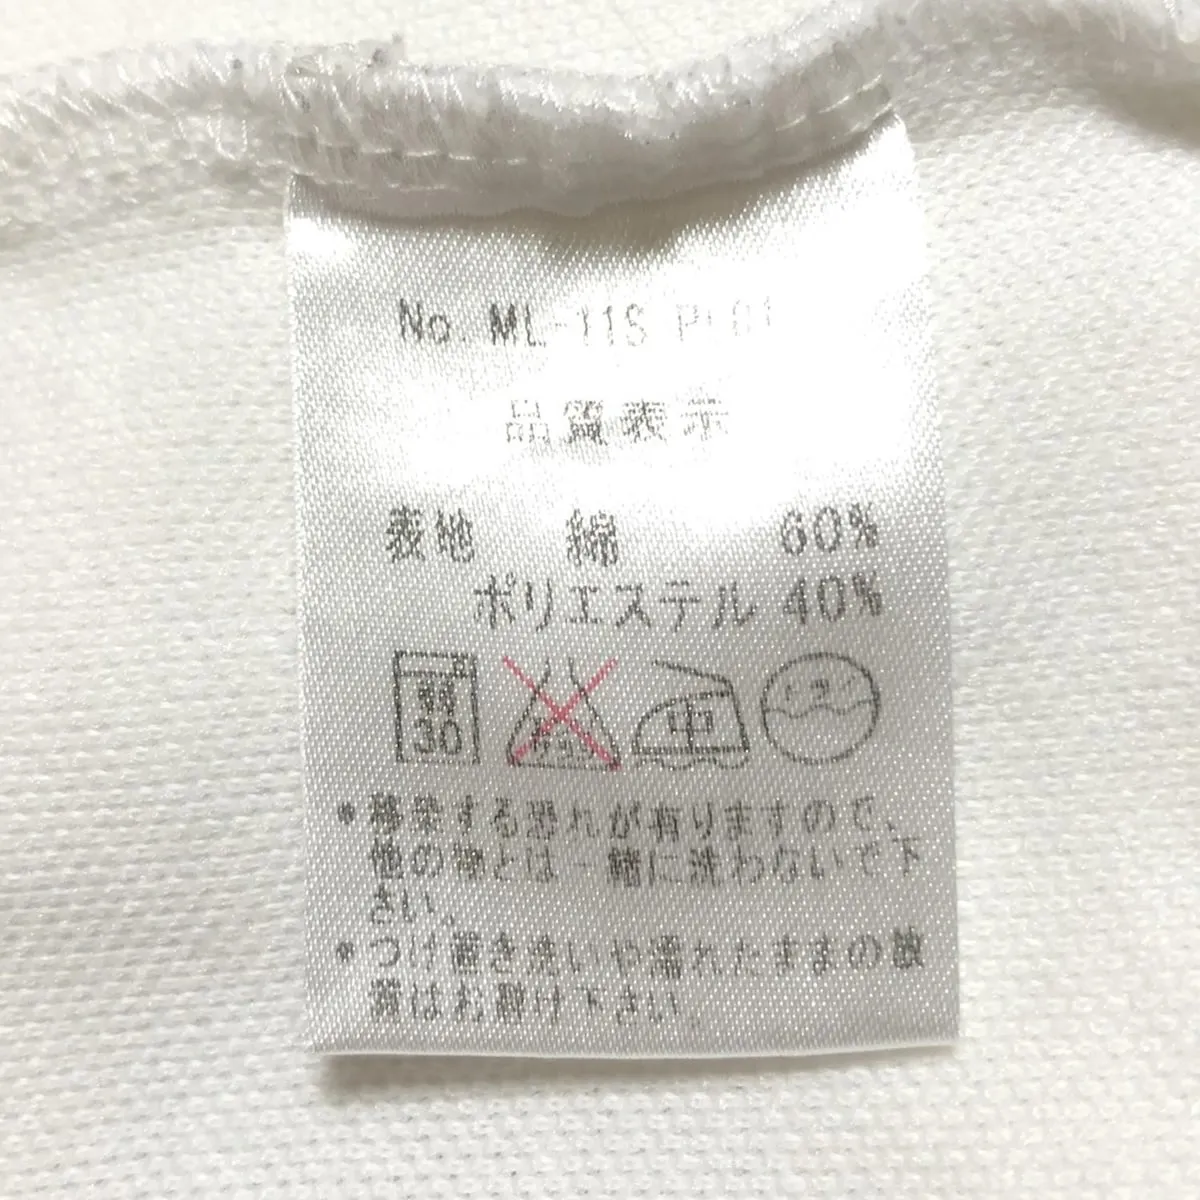 No. ML-11S
品質表示
表地 綿 60%
ポリエステル 40%
弱 30
中
ドライ
• 移染する恐れが有りますので、
他の物とは一緒に洗わないで下
さい。
• つけ置き洗いや濡れたままの放
置はお避け下さい。